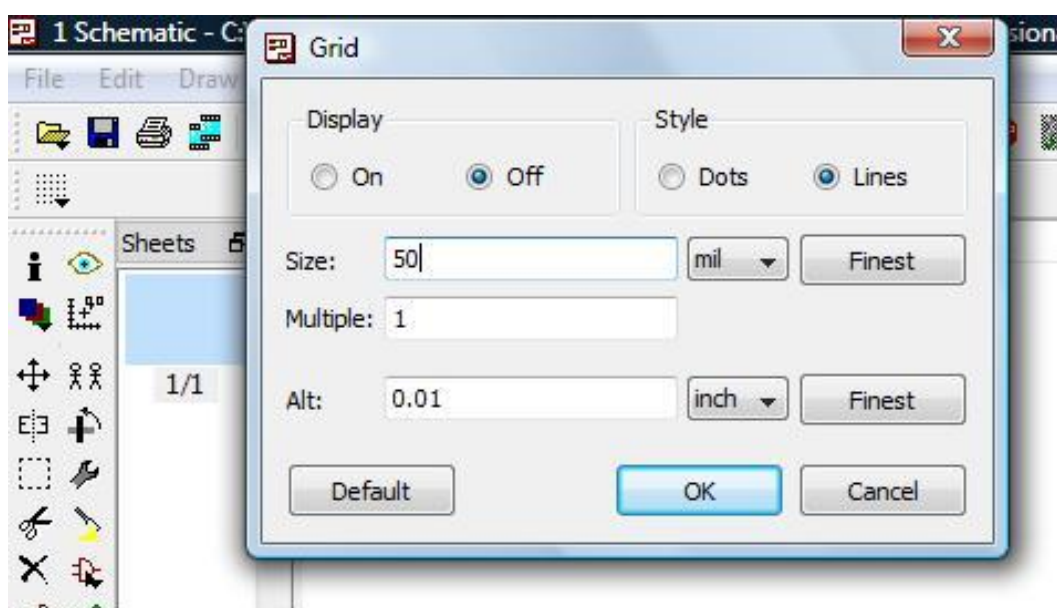 1 Schematic - C:
Grid
sion
File Edit Draw
Display
Style
On Off
Dots Lines
Sheets
Size: 50 mil Finest
Multiple: 1
1/1
Alt: 0.01 inch Finest
Default OK Cancel